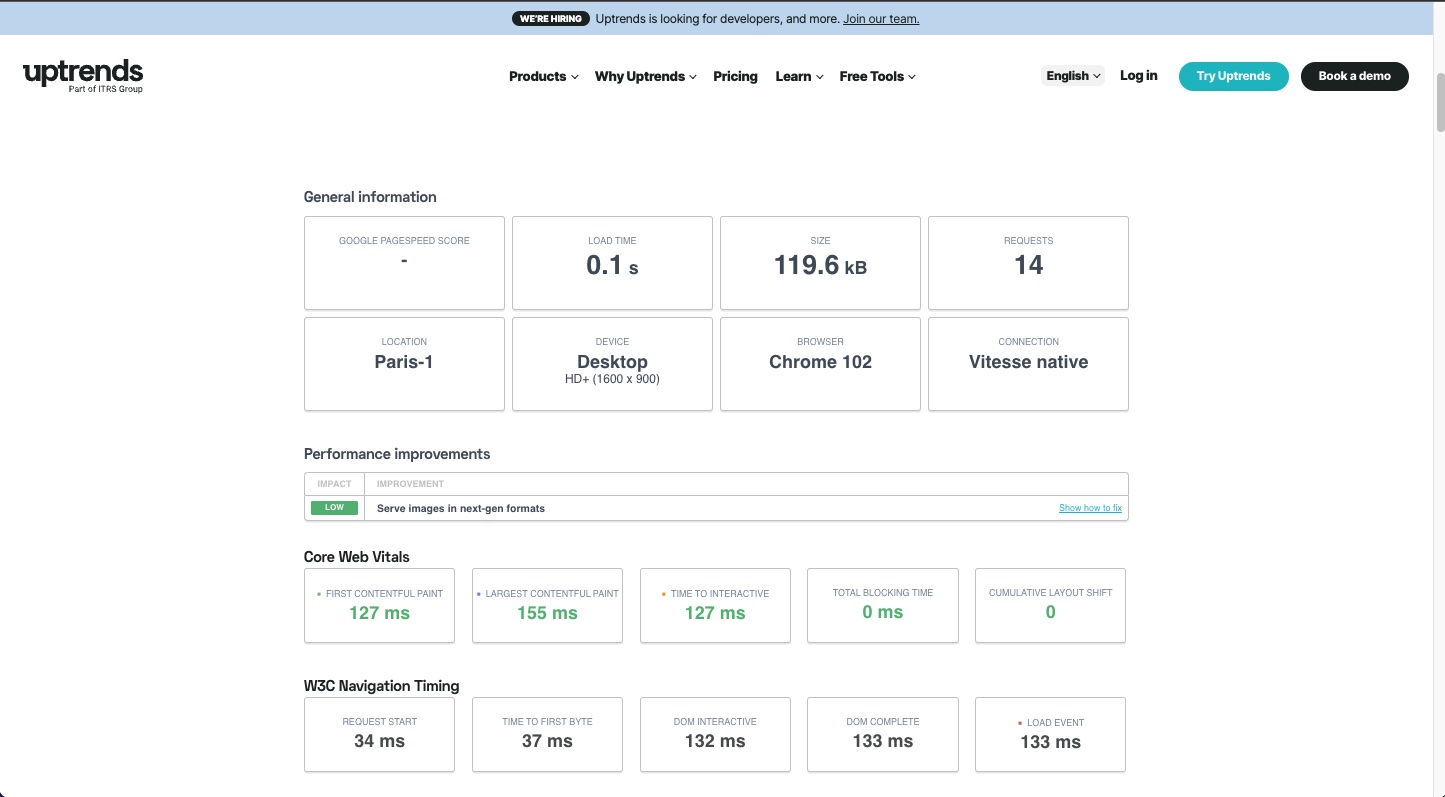 WE'RE HIRING Uptrends is looking for developers, and more. Join our team.
uptrends
Part of ITRS Group
Products Why Uptrends Pricing Learn Free Tools English Log in Try Uptrends Book a demo
General information
GOOGLE PAGESPEED SCORE
-
LOAD TIME
0.1 s
SIZE
119.6 kB
REQUESTS
14
LOCATION
Paris-1
DEVICE
Desktop
HD+ (1600 x 900)
BROWSER
Chrome 102
CONNECTION
Vitesse native
Performance improvements
IMPACT IMPROVEMENT
LOW Serve images in next-gen formats Show how to fix
Core Web Vitals
FIRST CONTENTFUL PAINT
127 ms
LARGEST CONTENTFUL PAINT
155 ms
TIME TO INTERACTIVE
127 ms
TOTAL BLOCKING TIME
0 ms
CUMULATIVE LAYOUT SHIFT
0
W3C Navigation Timing
REQUEST START
34 ms
TIME TO FIRST BYTE
37 ms
DOM INTERACTIVE
132 ms
DOM COMPLETE
133 ms
LOAD EVENT
133 ms